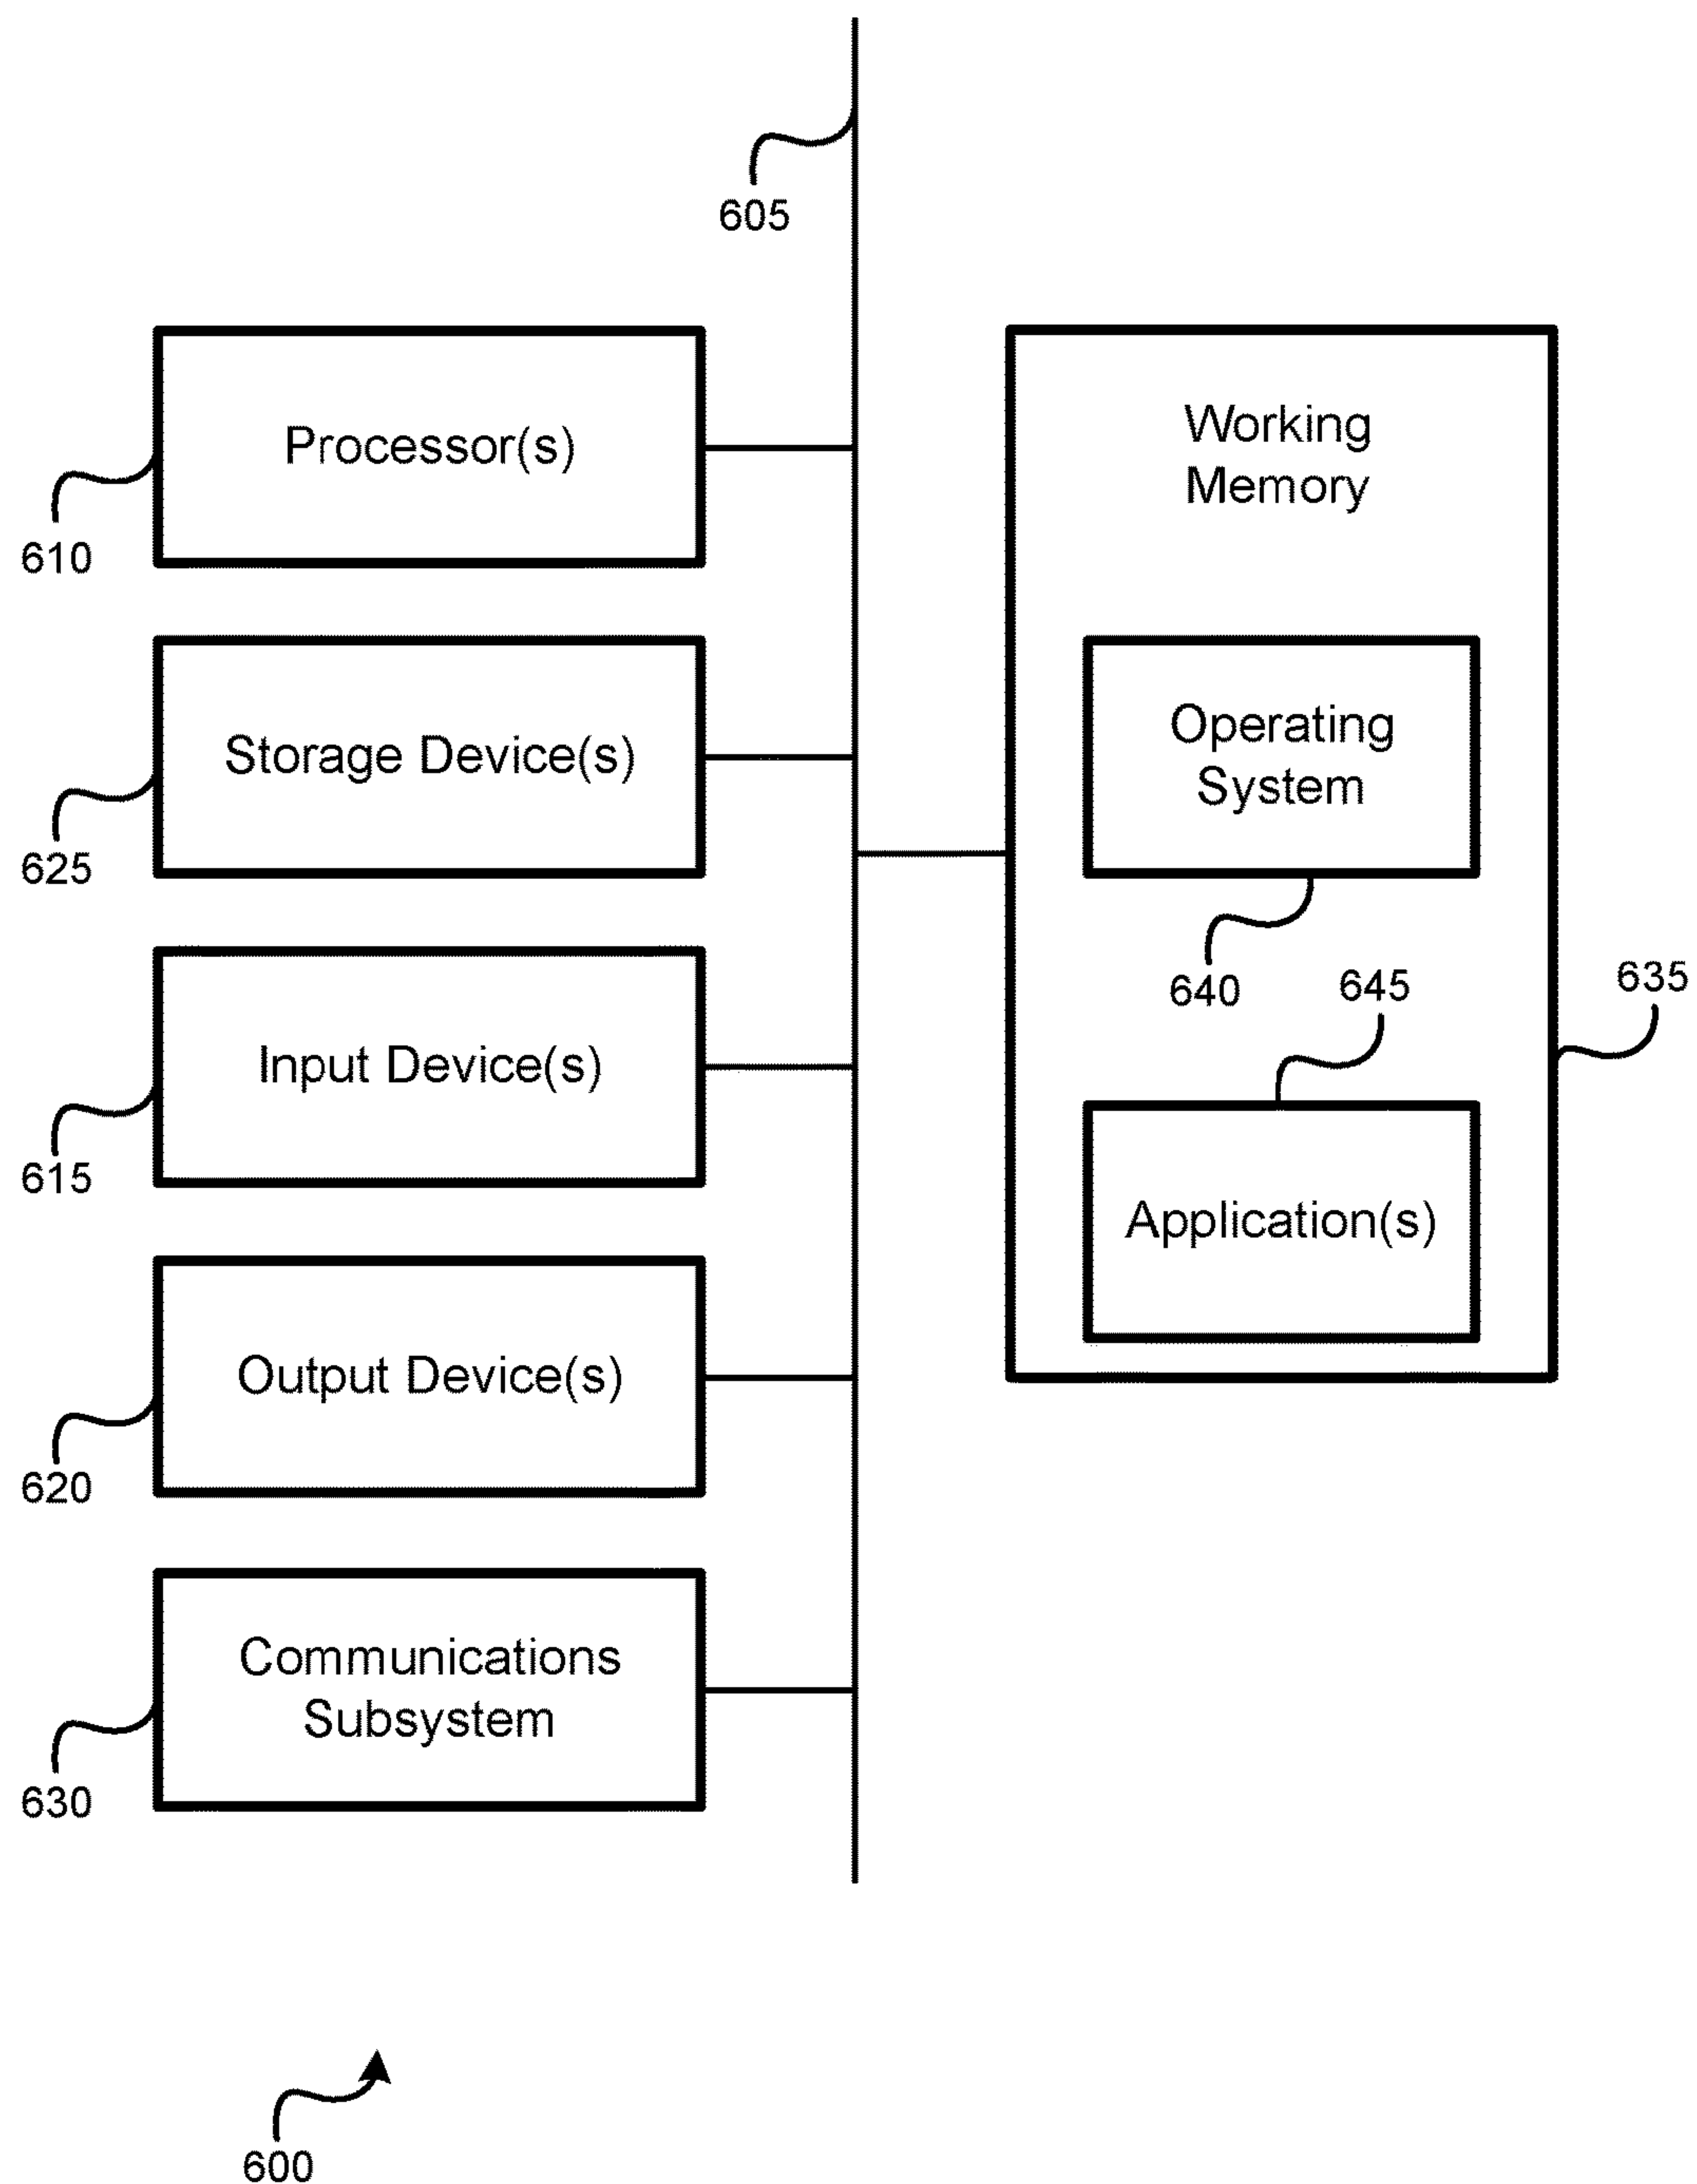 605
Processor(s)
610
Storage Device(s)
625
Input Device(s)
615
Output Device(s)
620
Communications
Subsystem
630
Working
Memory
Operating
System
640
645
635
Application(s)
600